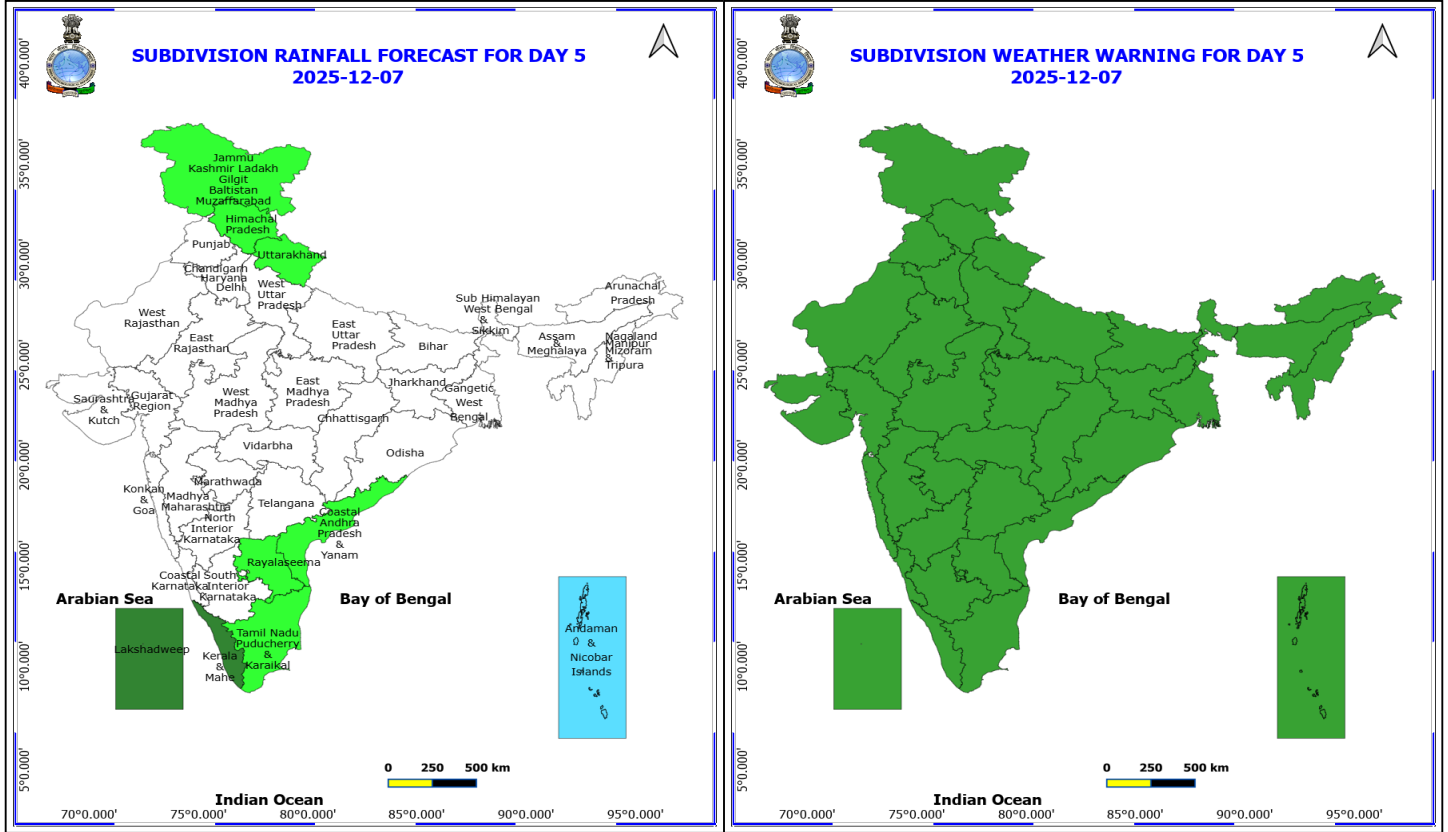 SUBDIVISION RAINFALL FORECAST FOR DAY 5
2025-12-07
40°0.000'
35°0.000'
30°0.000'
25°0.000'
20°0.000'
15°0.000'
10°0.000'
5°0.000'
Jammu
Kashmir Ladakh
Gilgit
Baltistan
Muzaffarabad
Himachal
Pradesh
Punjab
Uttarakhand
Chandigarh
Haryana
Delhi
West
Uttar
Pradesh
West
Rajasthan
East
Rajasthan
East
Uttar
Pradesh
Bihar
Sub Himalayan
West Bengal
&
Sikkim
Arunachal
Pradesh
Assam
&
Meghalaya
Nagaland
Manipur
Mizoram
&
Tripura
Saurashtra
&
Kutch
Gujarat
Region
West
Madhya
Pradesh
East
Madhya
Pradesh
Jharkhand
Gangetic
West
Bengal
Chhattisgarh
Vidarbha
Odisha
Konkan
&
Goa
Madhya
Maharashtra
Marathwada
Telangana
North
Interior
Karnataka
Coastal
Andhra
Pradesh
&
Yanam
Rayalaseema
Coastal
Karnataka
South
Interior
Karnataka
Arabian Sea
Bay of Bengal
Lakshadweep
Kerala
&
Mahe
Tamil Nadu
Puducherry
&
Karaikal
Andaman
&
Nicobar
Islands
0 250 500 km
Indian Ocean
70°0.000' 75°0.000' 80°0.000' 85°0.000' 90°0.000' 95°0.000'
SUBDIVISION WEATHER WARNING FOR DAY 5
2025-12-07
40°0.000'
35°0.000'
30°0.000'
25°0.000'
20°0.000'
15°0.000'
10°0.000'
5°0.000'
Arabian Sea
Bay of Bengal
0 250 500 km
Indian Ocean
70°0.000' 75°0.000' 80°0.000' 85°0.000' 90°0.000' 95°0.000'